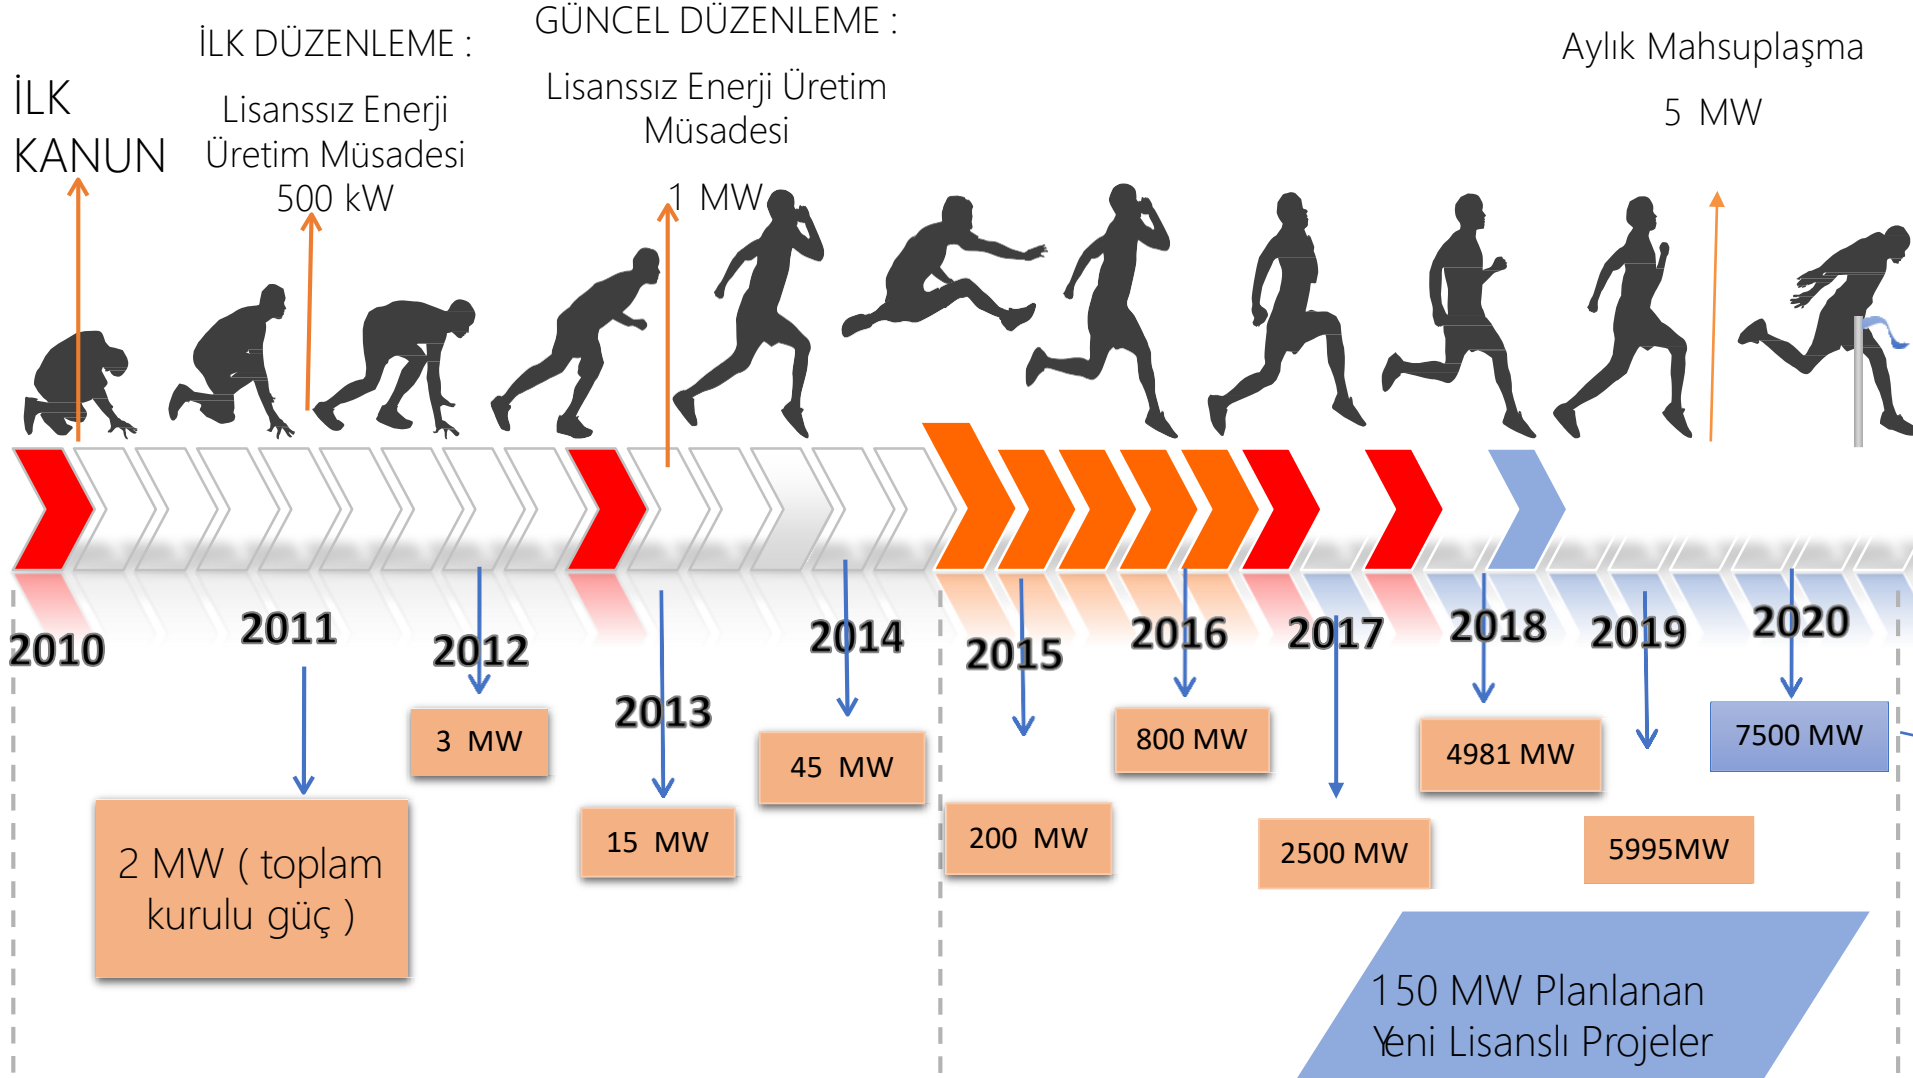 İLK
KANUN
İLK DÜZENLEME :
Lisanssız Enerji
Üretim Müsadesi
500 kW
GÜNCEL DÜZENLEME :
Lisanssız Enerji Üretim
Müsadesi
1 MW
Aylık Mahsuplaşma
5 MW
2010
2011
2012
2013
2014
2015
2016
2017
2018
2019
2020
2 MW ( toplam
kurulu güç )
3 MW
15 MW
45 MW
200 MW
800 MW
2500 MW
4981 MW
5995MW
7500 MW
150 MW Planlanan
Yeni Lisanslı Projeler